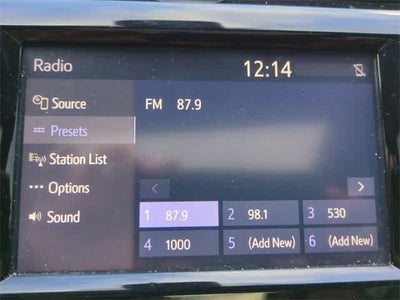 Radio 12:14
Source
FM 87.9
Presets
Station List
Options
Sound
1 87.9 2 98.1 3 530
4 1000 5 (Add New) 6 (Add New)